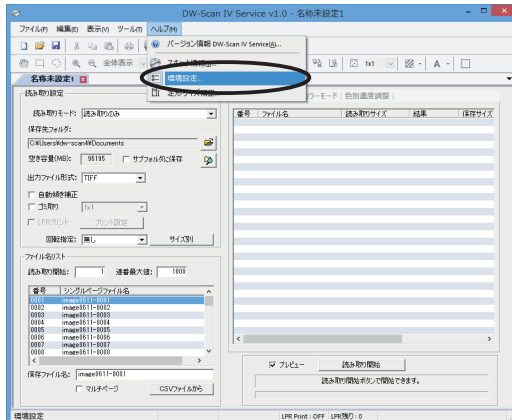 DW-Scan IV Service v1.0 - 名称未設定1
ファイル(F) 編集(E) 表示(V) ツール(T) ヘルプ(H)
バージョン情報 DW-Scan IV Service(A)...
全体表示
1x1
環境設定...
名称未設定1
色別濃度調整
読み取り設定
読み取りモード: 読み取りのみ
保存先フォルダ:
C:¥Users¥dw-scan4¥Documents
空き容量(MB): 95195 サブフォルダに保存
出力ファイル形式: TIFF
自動傾き補正
ゴミ取り 1x1
LPRプリント プリント設定
回転指定: 無し サイズ別
番号 ファイル名 読み取りサイズ 結果 保存サイズ
ファイル名リスト
読み取り開始: 1 連番最大値: 1000
番号 シングルページファイル名
0001 image0611-0001
0002 image0611-0002
0003 image0611-0003
0004 image0611-0004
0005 image0611-0005
0006 image0611-0006
0007 image0611-0007
0008 image0611-0008
保存ファイル名: image0611-0001
マルチページ CSVファイルから
プレビュー 読み取り開始
読み取り開始ボタンで開始できます。
環境設定 LPR Print : OFF LPR残り : 0